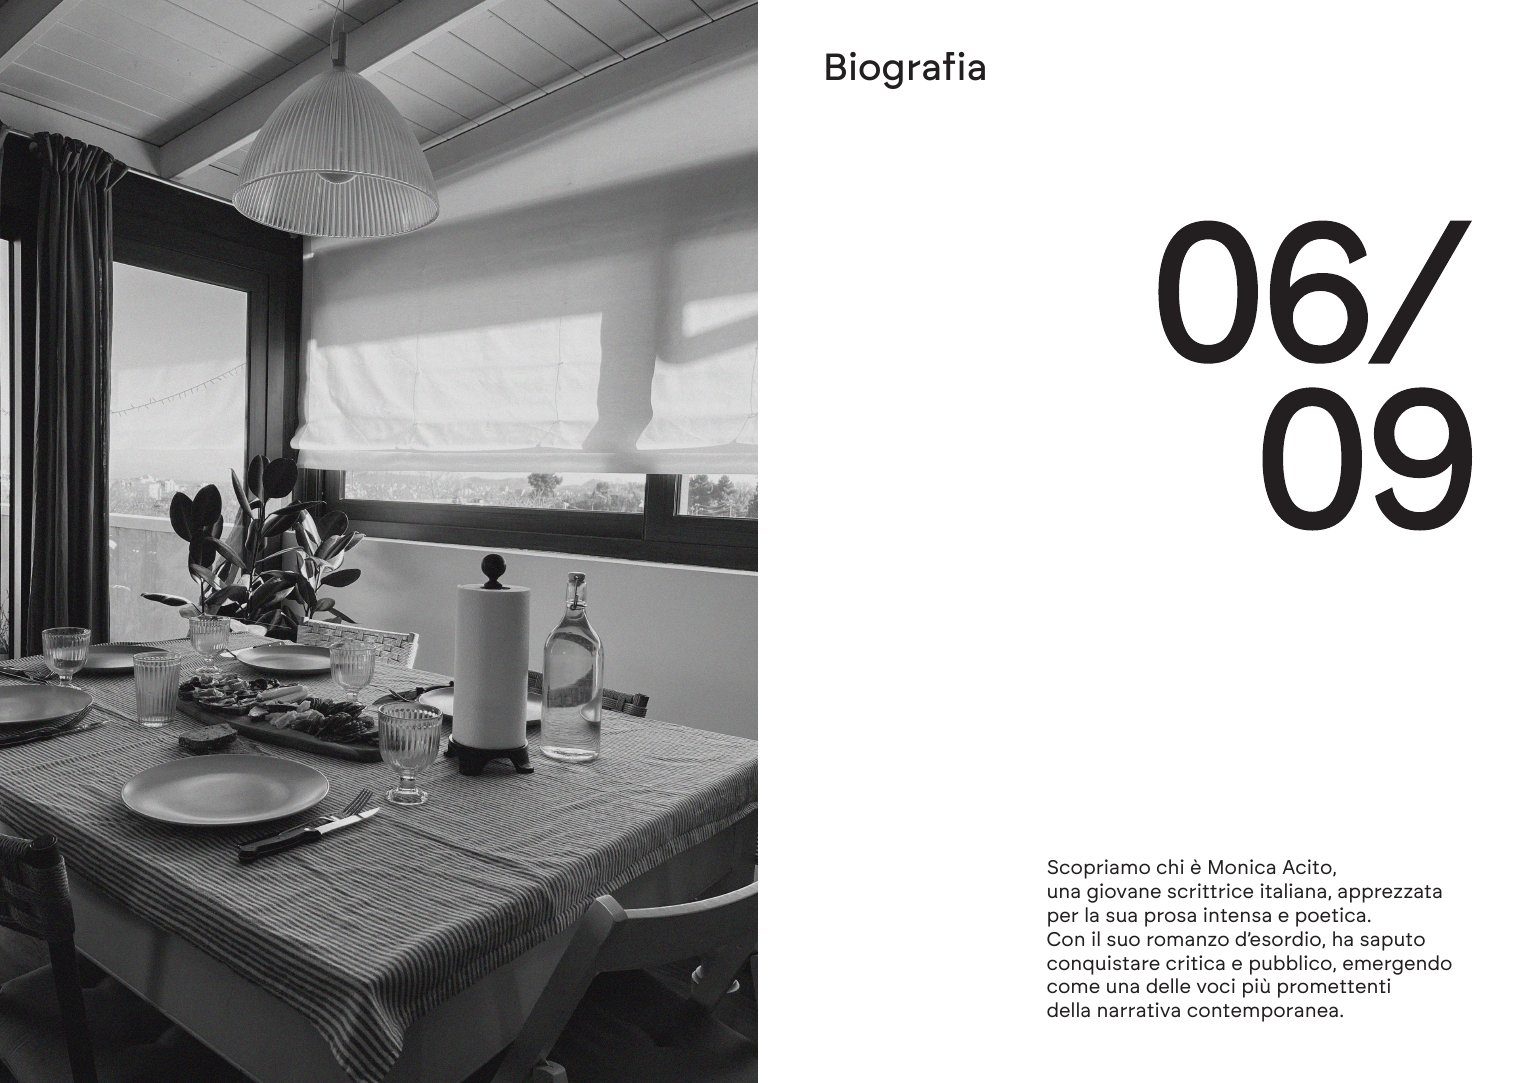 Biografia
06/
09
Scopriamo chi è Monica Acito,
una giovane scrittrice italiana, apprezzata
per la sua prosa intensa e poetica.
Con il suo romanzo d’esordio, ha saputo
conquistare critica e pubblico, emergendo
come una delle voci più promettenti
della narrativa contemporanea.